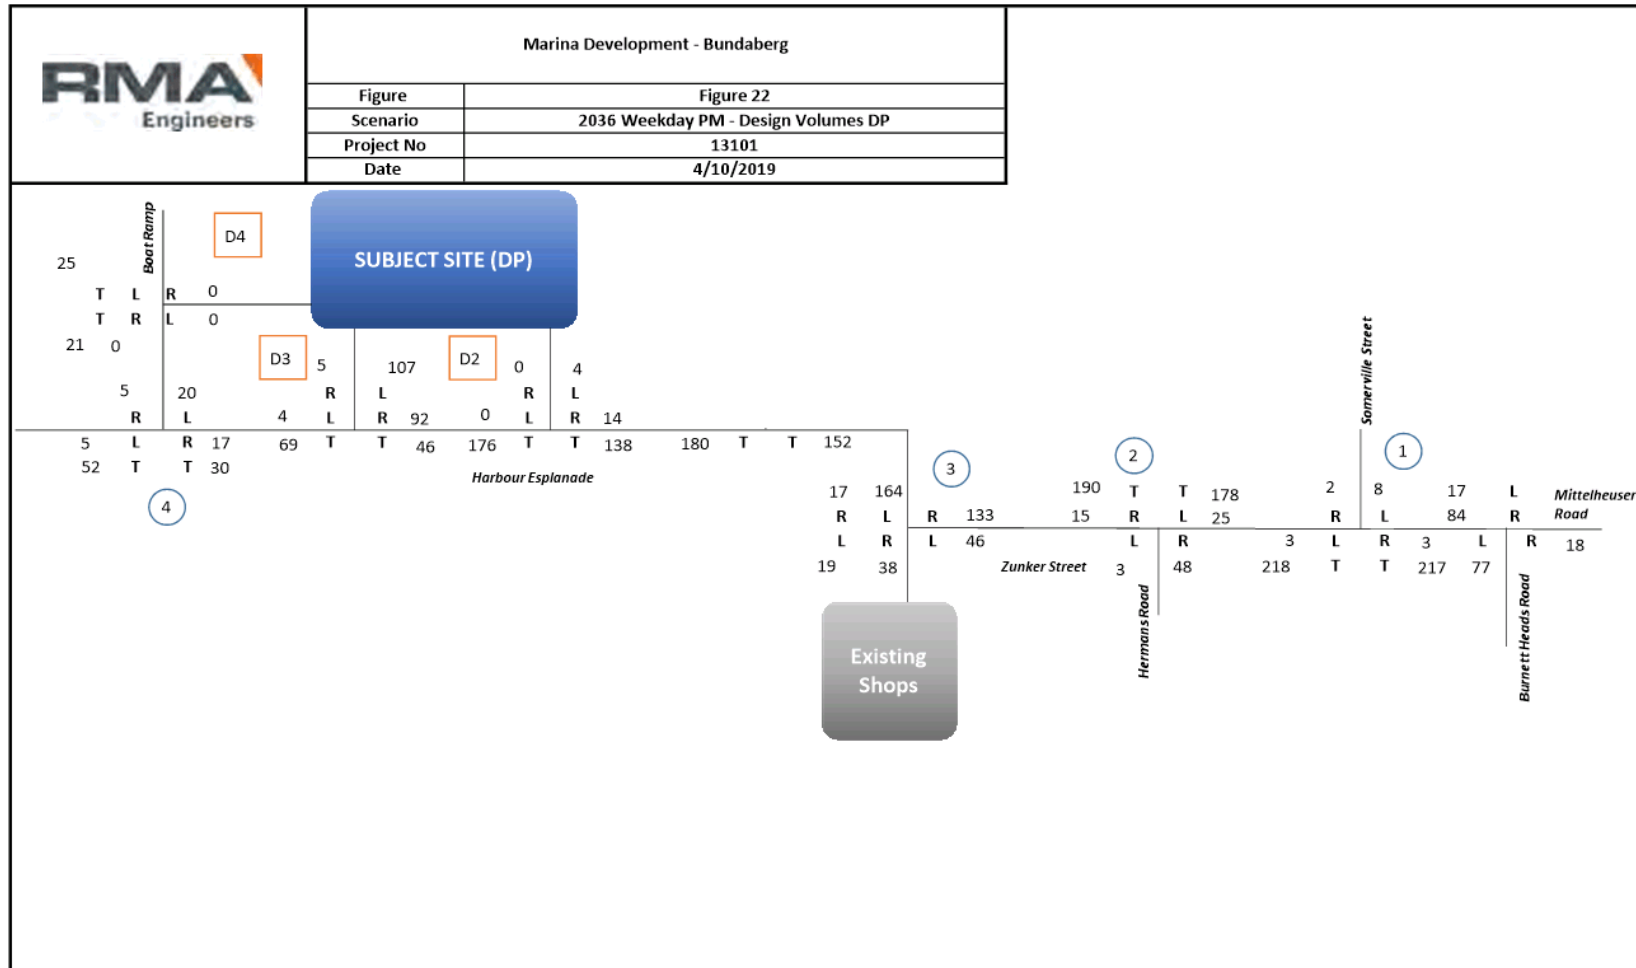 RMA
Engineers
Marina Development - Bundaberg
Figure Figure 22
Scenario 2036 Weekday PM - Design Volumes DP
Project No 13101
Date 4/10/2019
Boat Ramp
D4
SUBJECT SITE (DP)
25
T L R 0
T R L 0
21 0
D3
5
107
D2
0
4
5 20 R L R L
R L 4 L R 92 0 L R 14
5 L R 17 69 T T 46 176 T T 138 180 T T 152
52 T T 30
Harbour Esplanade
4
3
2
1
Somerville Street
17 164 190 T T 178 2 8 17 L Mittelheuser
R L R 133 15 R L 25 R L 84 R Road
L R L 46 L R 3 L R 3 L R 18
19 38 Zunker Street 3 48 218 T T 217 77
Hermans Road
Burnett Heads Road
Existing
Shops